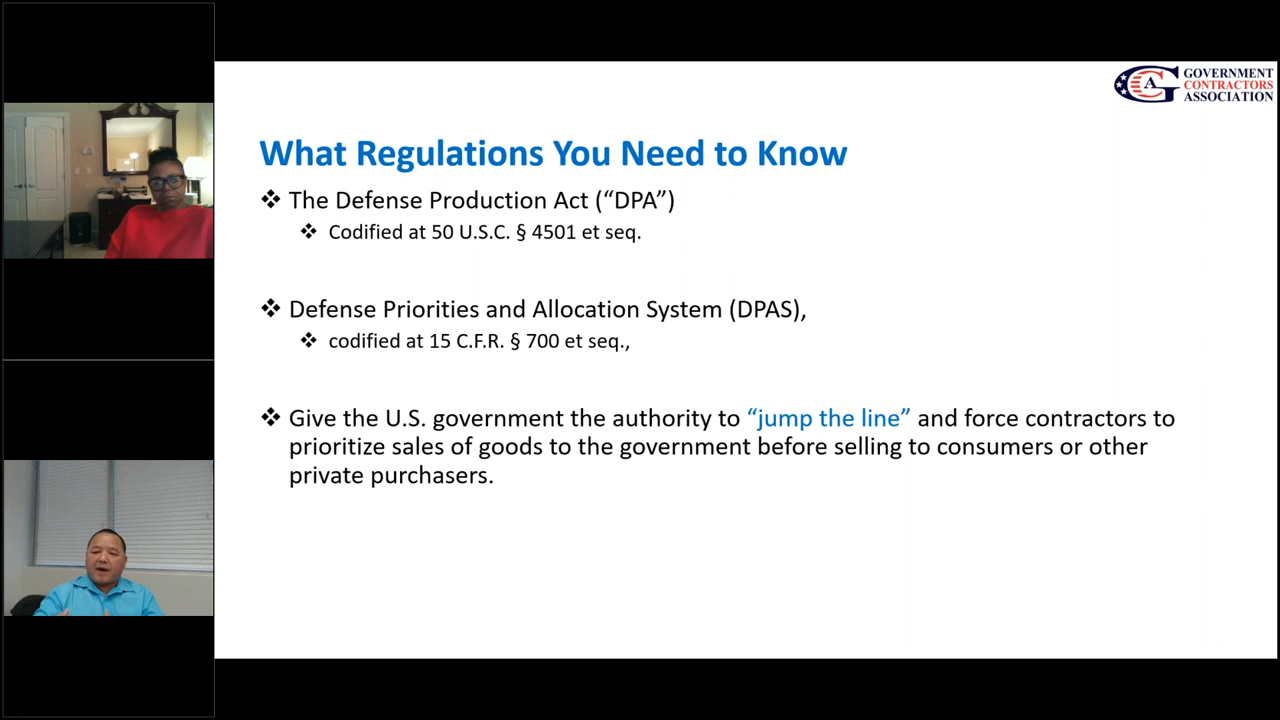 GOVERNMENT
CONTRACTORS
ASSOCIATION
GCA
What Regulations You Need to Know
❖ The Defense Production Act (“DPA”)
❖ Codified at 50 U.S.C. § 4501 et seq.
❖ Defense Priorities and Allocation System (DPAS),
❖ codified at 15 C.F.R. § 700 et seq.,
❖ Give the U.S. government the authority to “jump the line” and force contractors to
prioritize sales of goods to the government before selling to consumers or other
private purchasers.